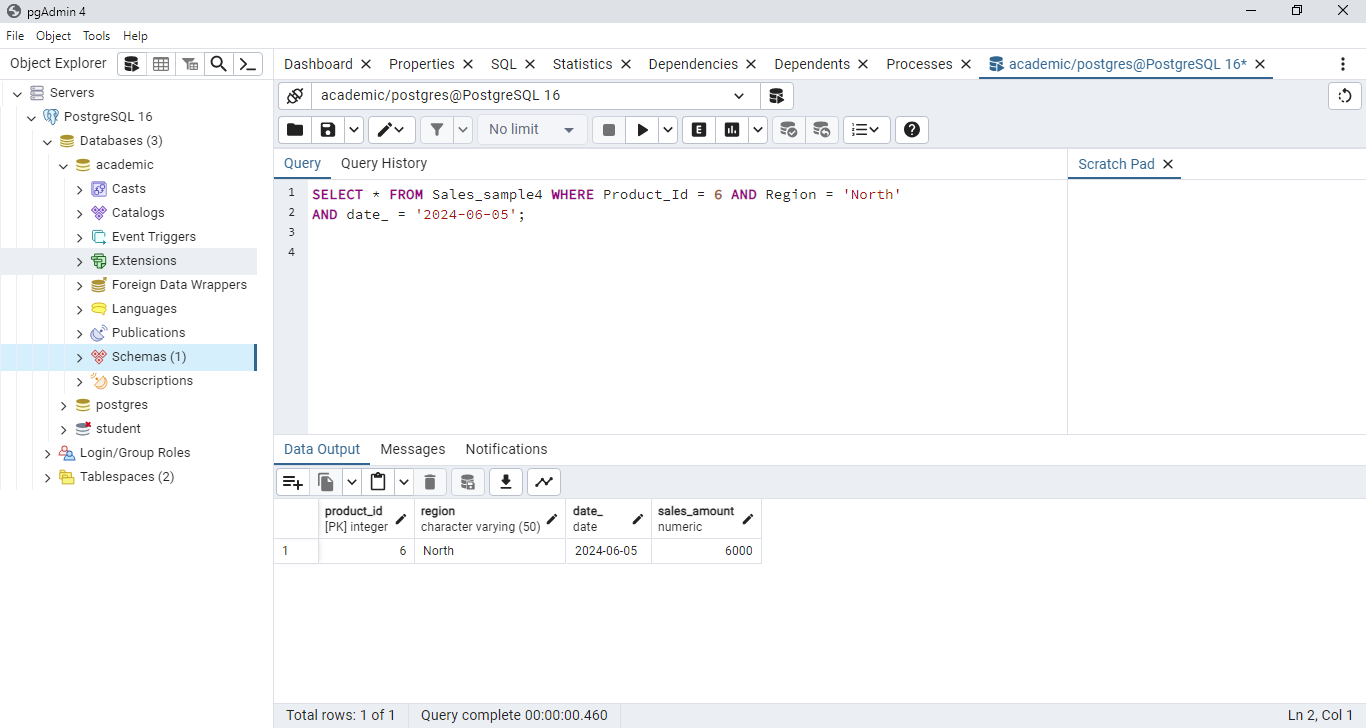 pgAdmin 4
File Object Tools Help
Object Explorer
Dashboard Properties SQL Statistics Dependencies Dependents Processes academic/postgres@PostgreSQL 16*
Servers
PostgreSQL 16
Databases (3)
academic
Casts
Catalogs
Event Triggers
Extensions
Foreign Data Wrappers
Languages
Publications
Schemas (1)
Subscriptions
postgres
student
Login/Group Roles
Tablespaces (2)
academic/postgres@PostgreSQL 16
No limit
E
Query Query History
Scratch Pad
1 SELECT * FROM Sales_sample4 WHERE Product_Id = 6 AND Region = 'North'
2 AND date_ = '2024-06-05';
3
4
Data Output Messages Notifications
product_id region date_ sales_amount
[PK] integer character varying (50) date numeric
1 6 North 2024-06-05 6000
Total rows: 1 of 1 Query complete 00:00:00.460 Ln 2, Col 1